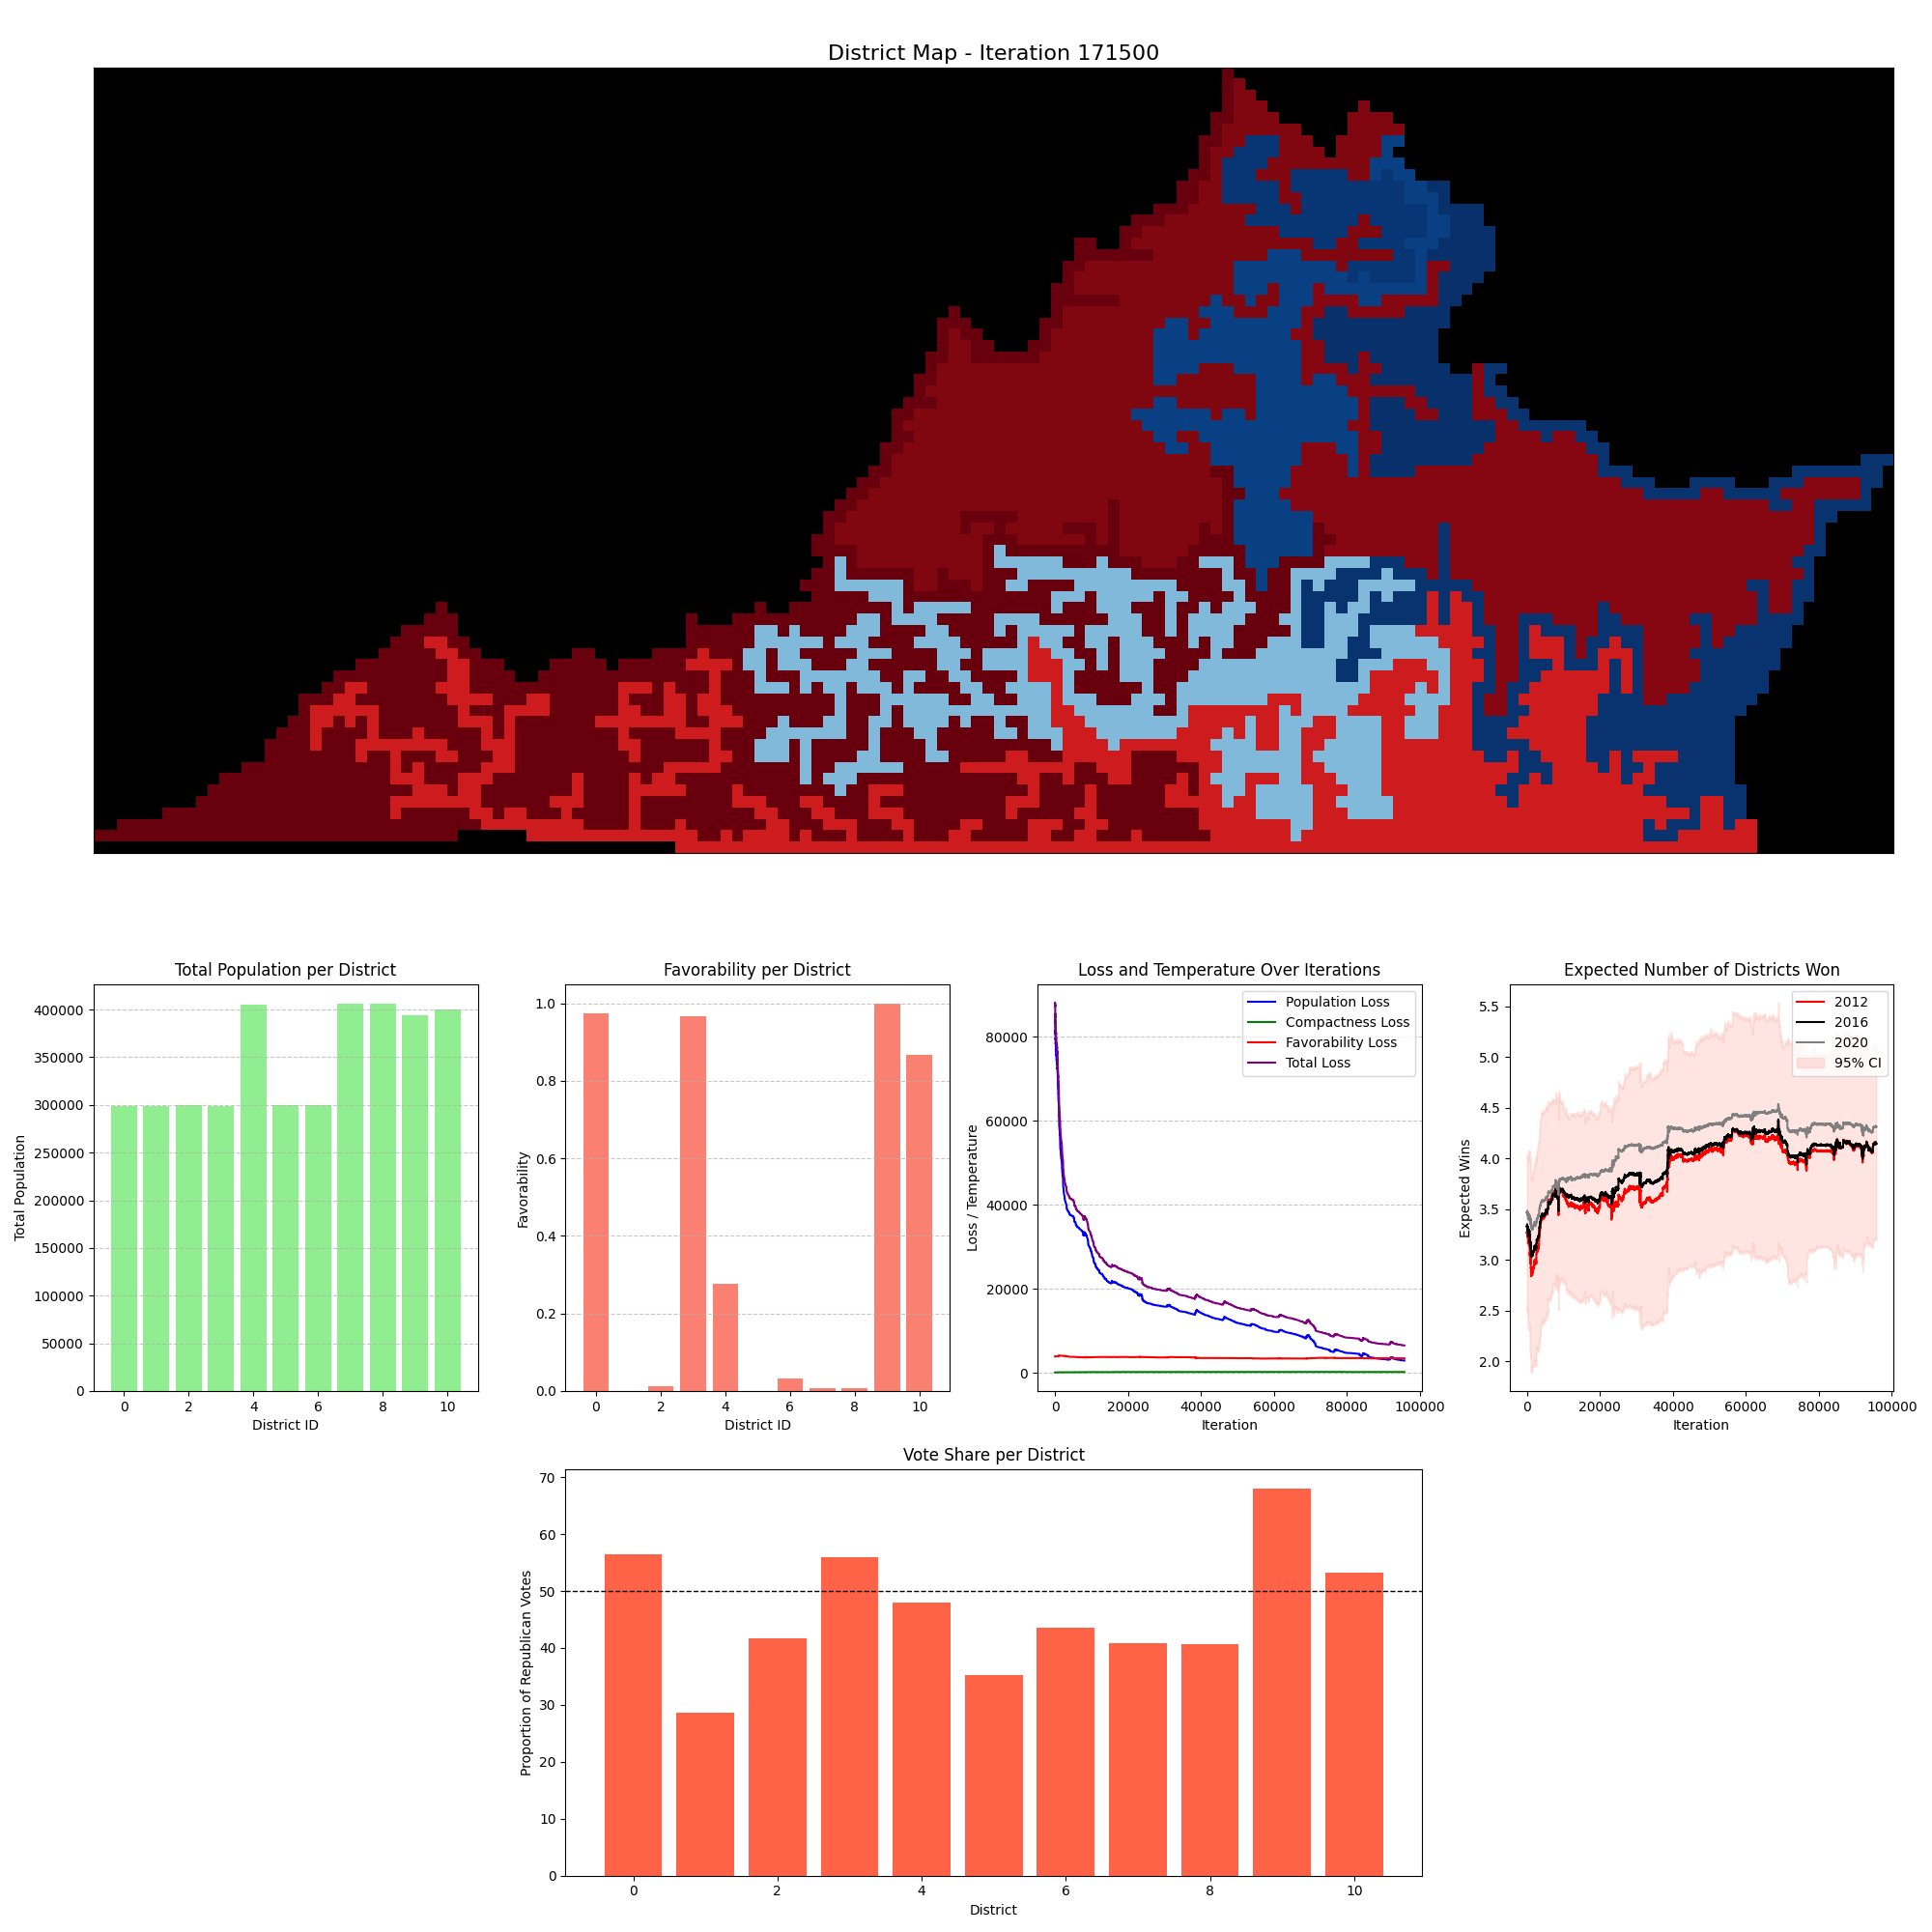 District Map - Iteration 171500
Total Population per District
Total Population
400000
350000
300000
250000
200000
150000
100000
50000
0
0 2 4 6 8 10
District ID
Favorability per District
Favorability
1.0
0.8
0.6
0.4
0.2
0.0
0 2 4 6 8 10
District ID
Loss and Temperature Over Iterations
Loss / Temperature
80000
60000
40000
20000
0
Population Loss
Compactness Loss
Favorability Loss
Total Loss
0 20000 40000 60000 80000 100000
Iteration
Expected Number of Districts Won
Expected Wins
5.5
5.0
4.5
4.0
3.5
3.0
2.5
2.0
2012
2016
2020
95% CI
0 20000 40000 60000 80000 100000
Iteration
Vote Share per District
Proportion of Republican Votes
70
60
50
40
30
20
10
0
0 2 4 6 8 10
District